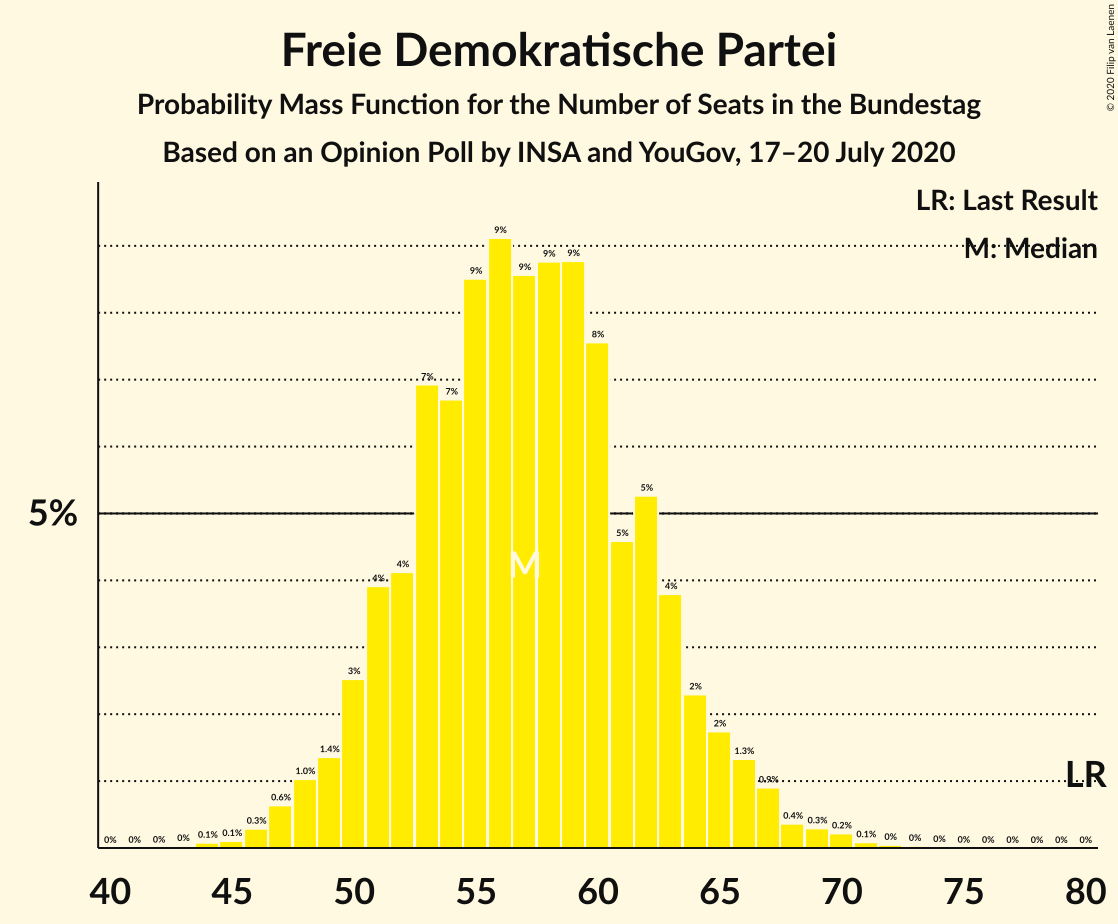 Freie Demokratische Partei
Probability Mass Function for the Number of Seats in the Bundestag
Based on an Opinion Poll by INSA and YouGov, 17–20 July 2020
© 2020 Filip van Laenen
LR: Last Result
M: Median
5%
0% 0% 0% 0% 0.1% 0.1% 0.3% 0.6% 1.0% 1.4% 3% 4% 4% 7% 7% 9% 9% 9% 9% 9% 8% 5% 5% 4% 2% 2% 1.3% 0.9% 0.4% 0.3% 0.2% 0.1% 0% 0% 0% 0% 0% 0% 0% 0% 0%
M
LR
40 45 50 55 60 65 70 75 80